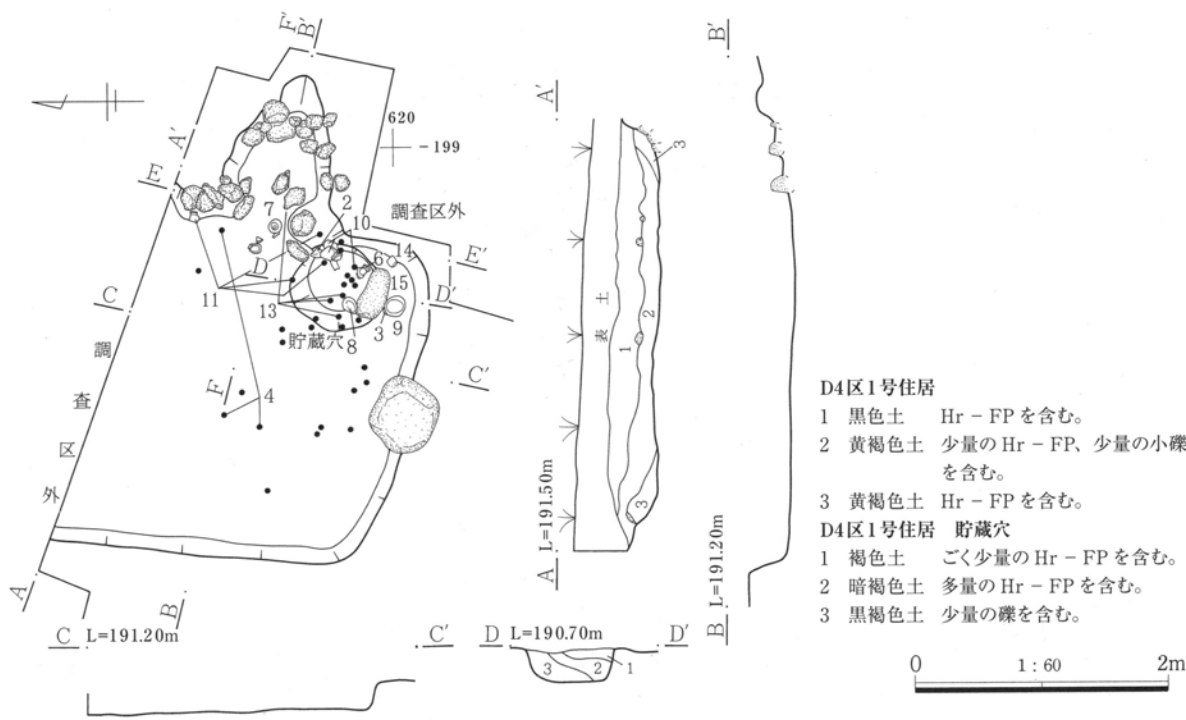 F'
B'
A'
E
620
-199
調査区外
7
2
10
14
6
D
E'
15
D'
11
13
3
9
8
貯蔵穴
C
C'
F
4
調査区外
A
B
A'
表土
1
2
3
3
A L=191.50m
B'
B L=191.20m
C L=191.20m C'
D L=190.70m D'
3 2 1
D4区1号住居
1 黒色土 Hr－FPを含む。
2 黄褐色土 少量のHr－FP、少量の小礫
を含む。
3 黄褐色土 Hr－FPを含む。
D4区1号住居 貯蔵穴
1 褐色土 ごく少量のHr－FPを含む。
2 暗褐色土 多量のHr－FPを含む。
3 黒褐色土 少量の礫を含む。
0 1：60 2m